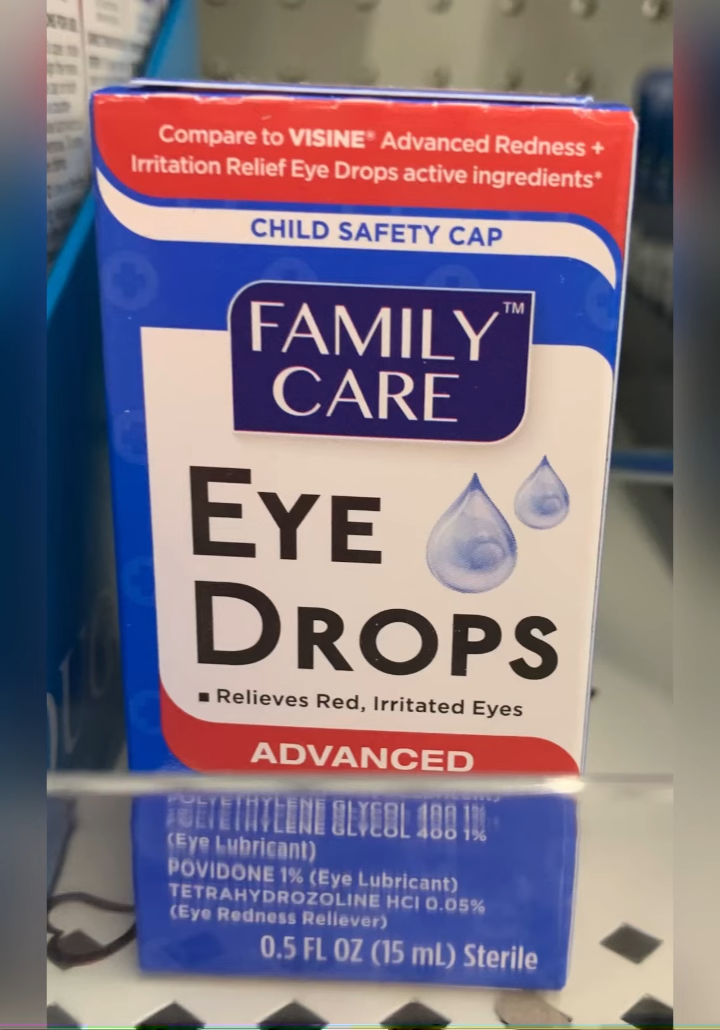 Compare to VISINE® Advanced Redness +
Irritation Relief Eye Drops active ingredients*
CHILD SAFETY CAP
FAMILY™
CARE
EYE
DROPS
▪ Relieves Red, Irritated Eyes
ADVANCED
POLYETHYLENE GLYCOL 400 1%
(Eye Lubricant)
POVIDONE 1% (Eye Lubricant)
TETRAHYDROZOLINE HCl 0.05%
(Eye Redness Reliever)
0.5 FL OZ (15 mL) Sterile